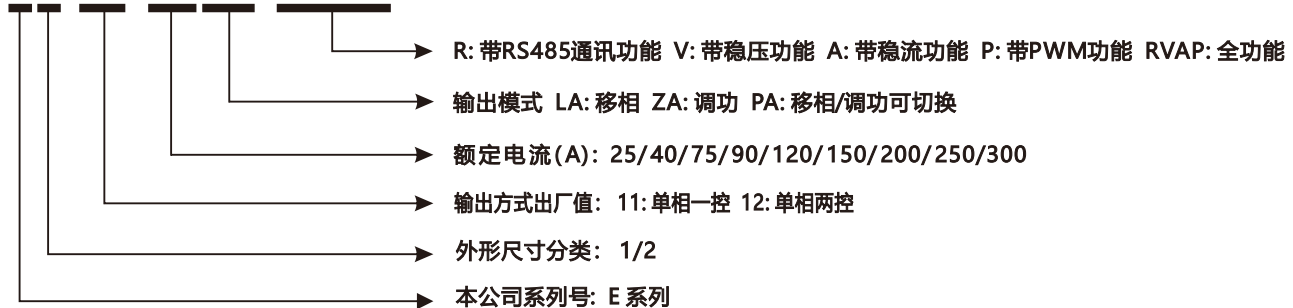 R: 带RS485通讯功能 V: 带稳压功能 A: 带稳流功能 P: 带PWM功能 RVAP: 全功能
输出模式 LA: 移相 ZA: 调功 PA: 移相/调功可切换
额定电流(A): 25/40/75/90/120/150/200/250/300
输出方式出厂值: 11: 单相一控 12: 单相两控
外形尺寸分类: 1/2
本公司系列号: E 系列